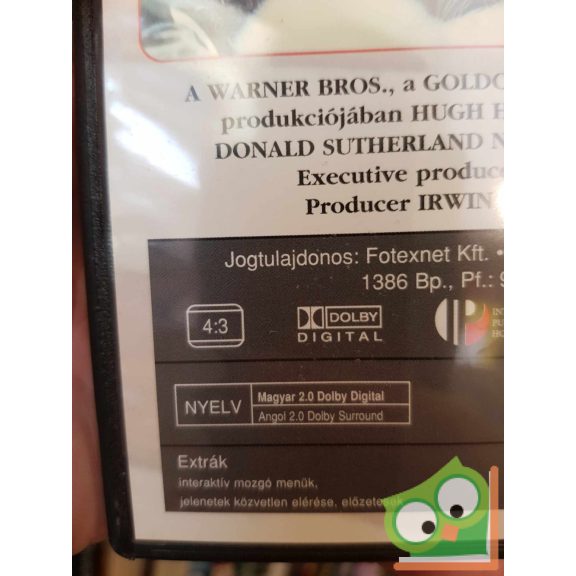 A WARNER BROS., a GOLDC
produkciójában HUGH H
DONALD SUTHERLAND N
Executive produce
Producer IRWIN
Jogtulajdonos: Fotexnet Kft. •
1386 Bp., Pf.: 9
4:3
DOLBY
DIGITAL
NYELV
Magyar 2.0 Dolby Digital
Angol 2.0 Dolby Surround
Extrák
interaktív mozgó menük,
jelenetek közvetlen elérése, előzetesek